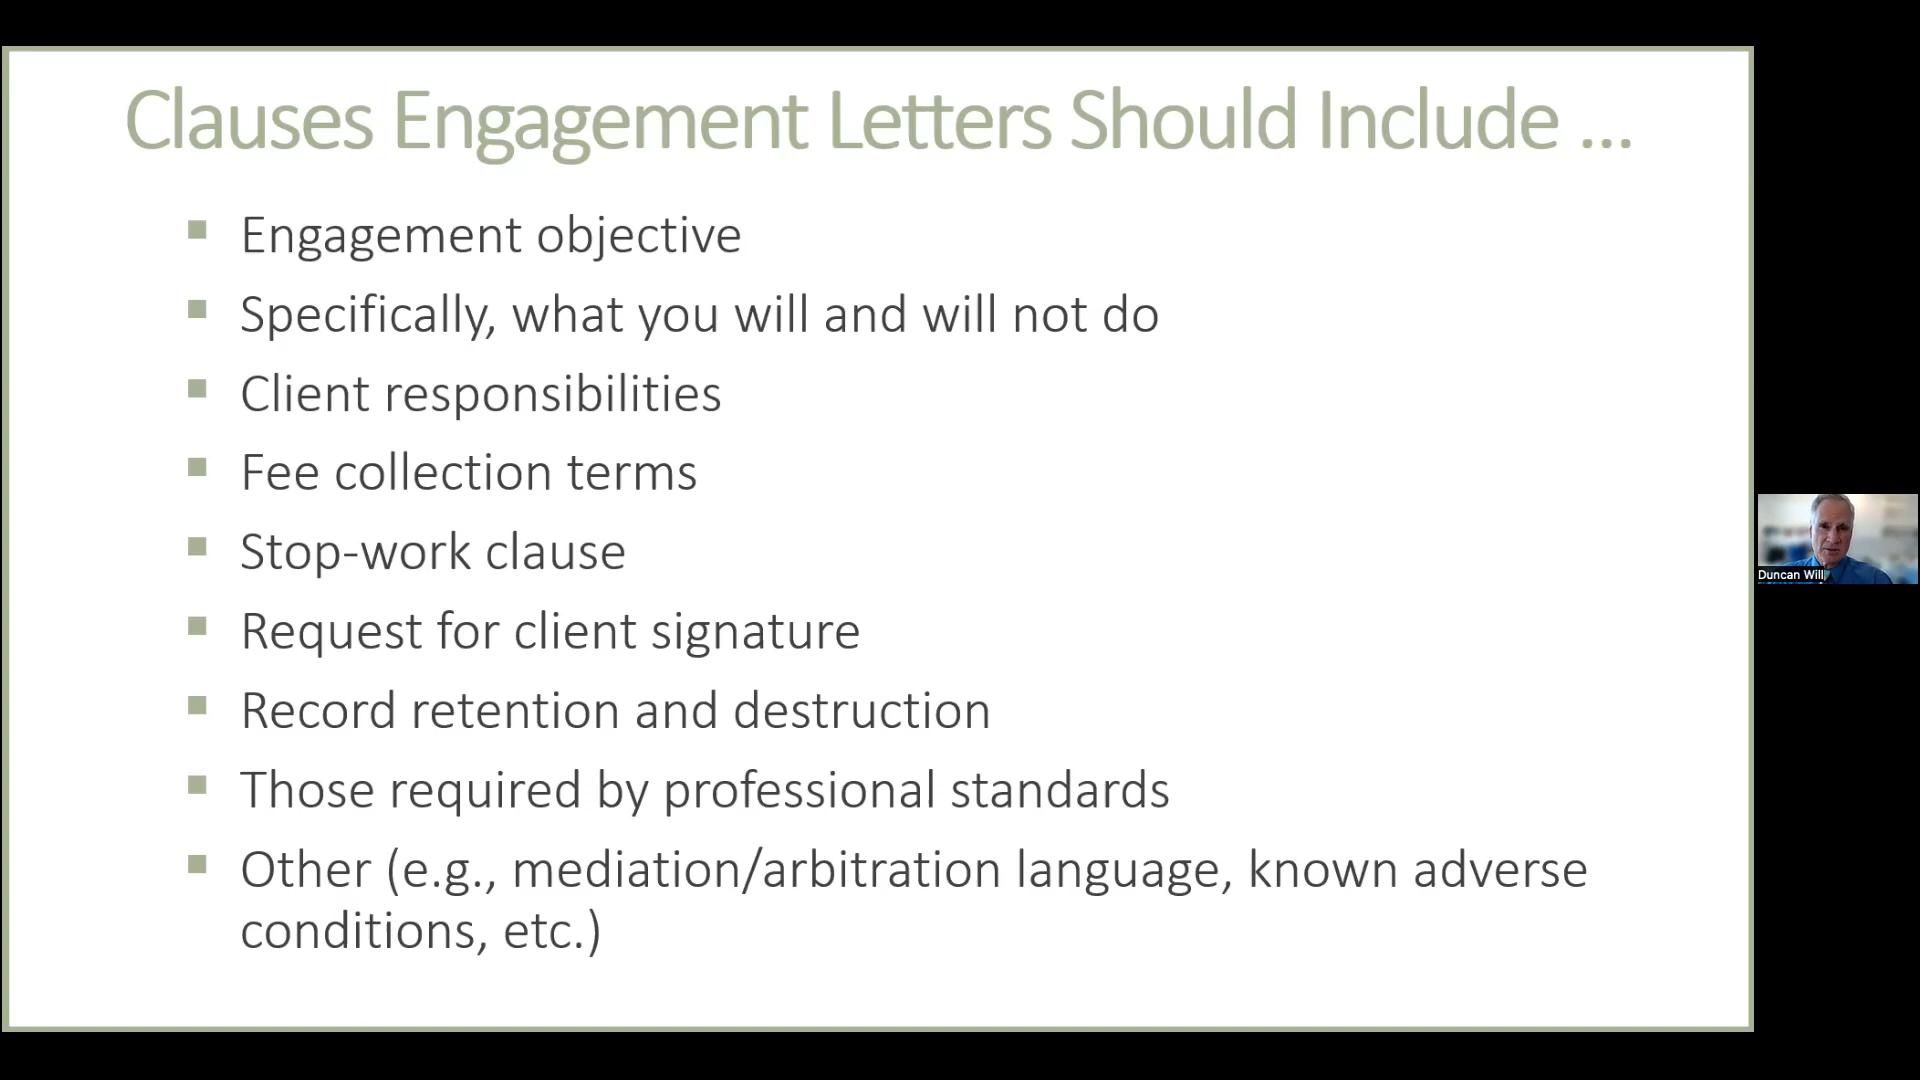 Clauses Engagement Letters Should Include ...
Engagement objective
Specifically, what you will and will not do
Client responsibilities
Fee collection terms
Stop-work clause
Request for client signature
Record retention and destruction
Those required by professional standards
Other (e.g., mediation/arbitration language, known adverse
conditions, etc.)
Duncan Will